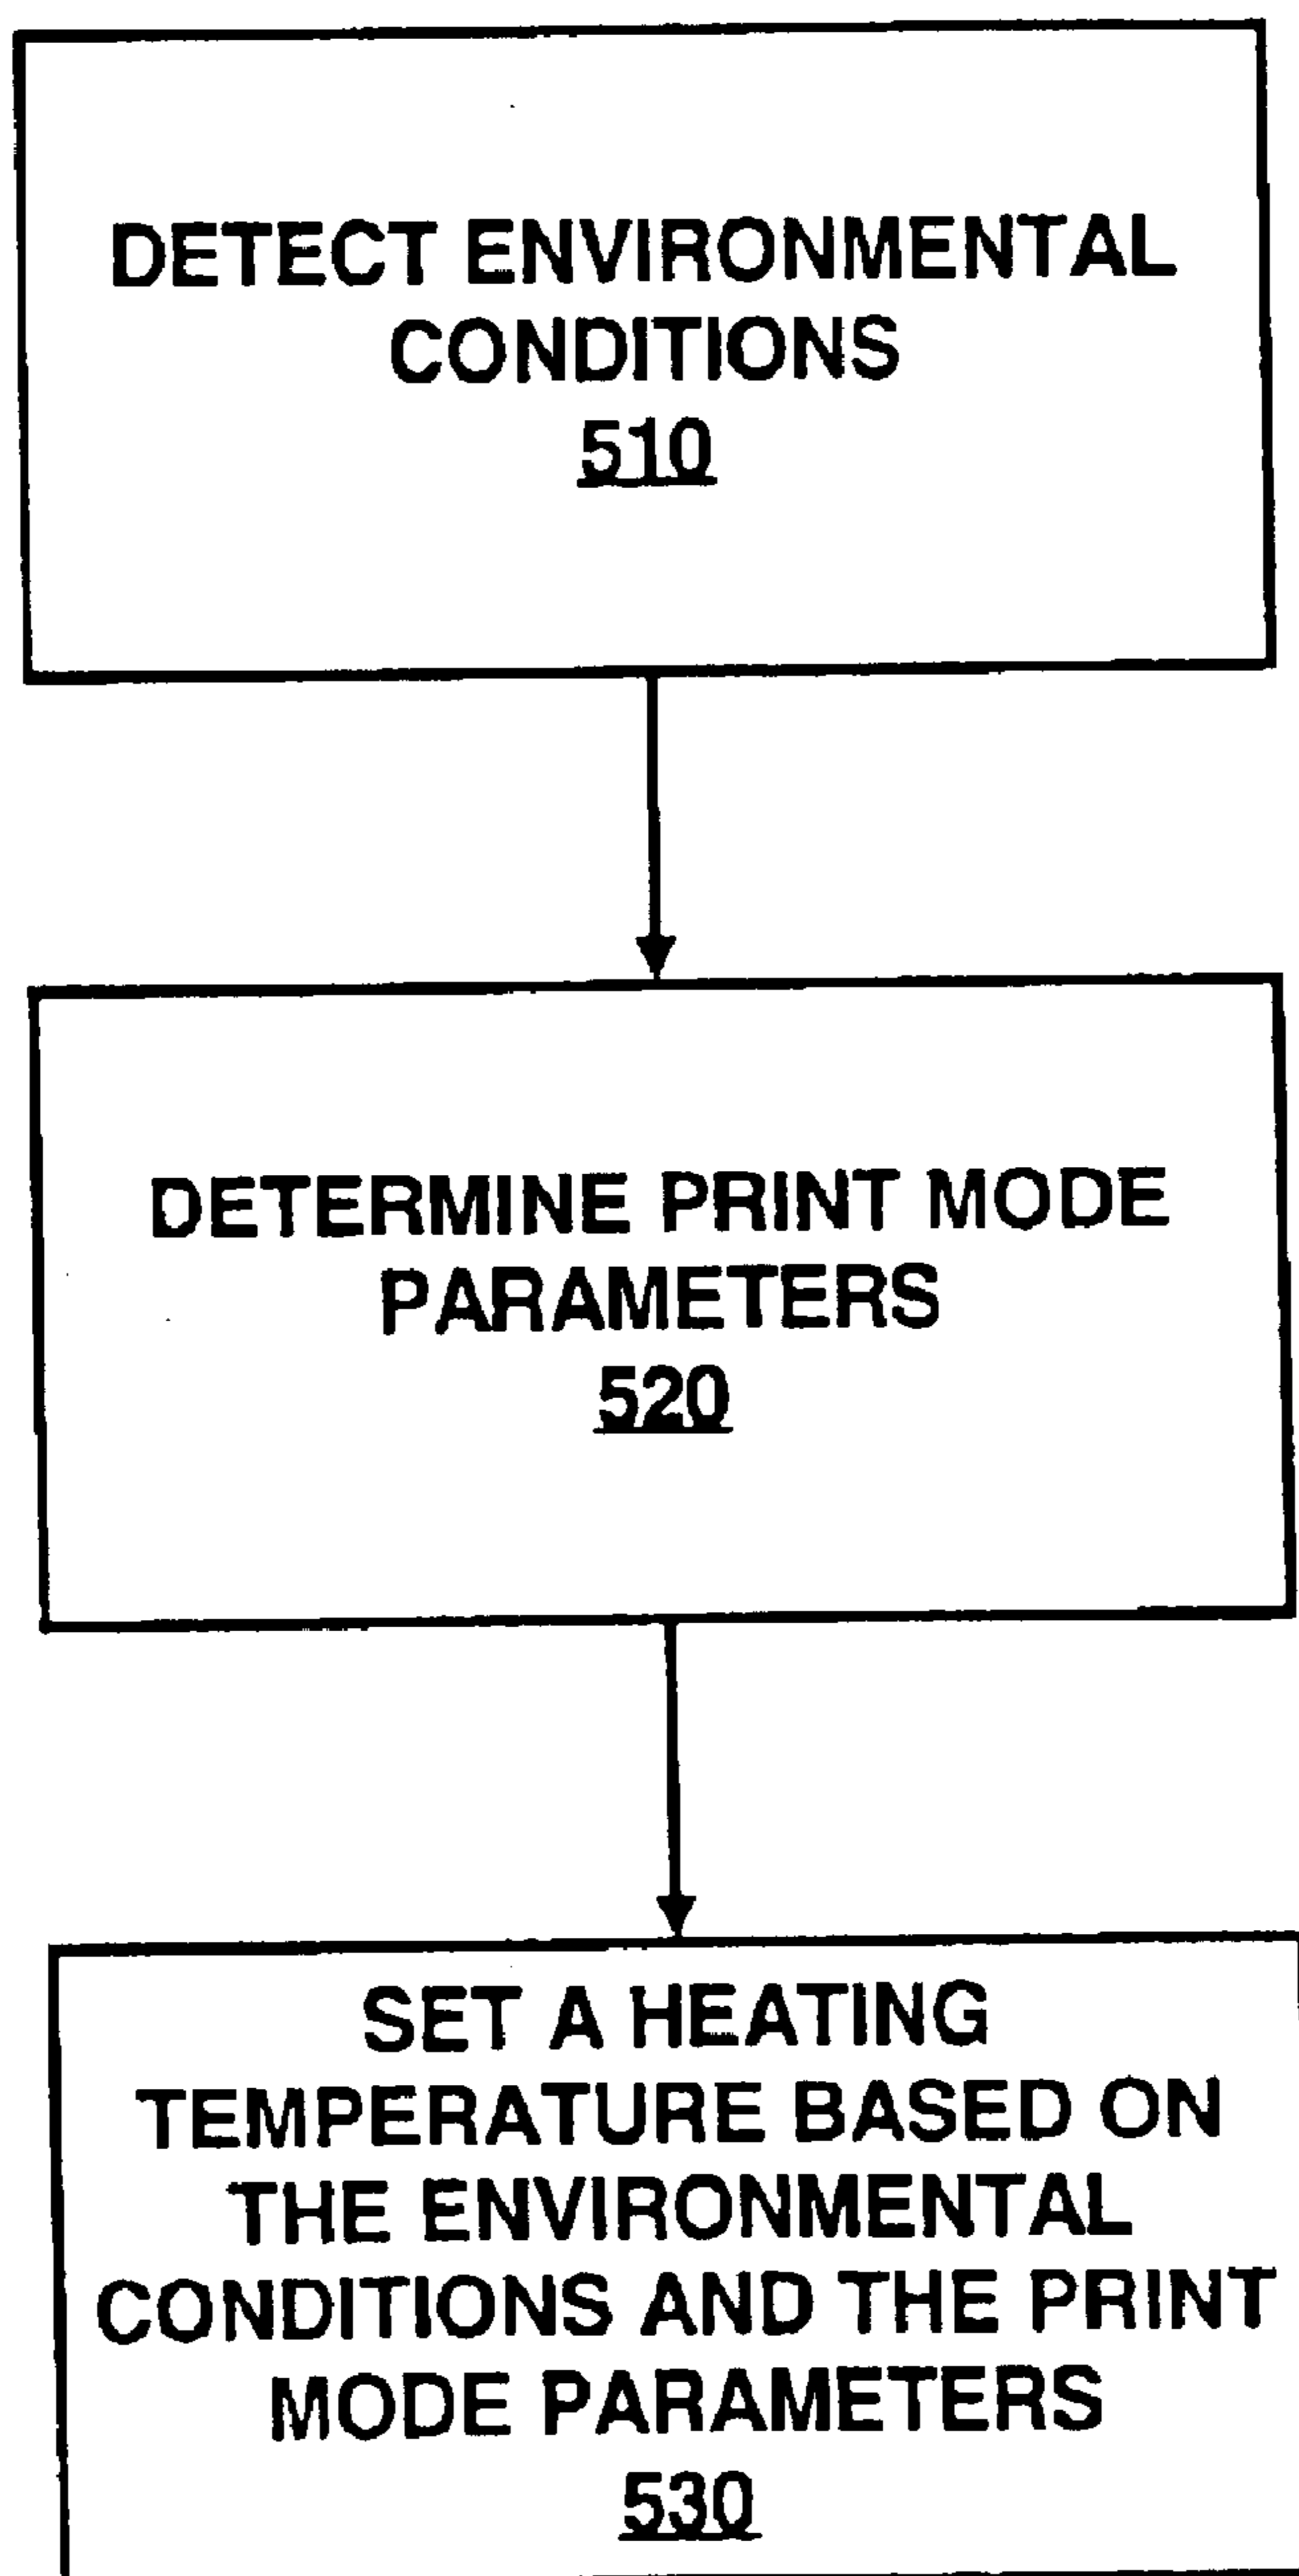 DETECT ENVIRONMENTAL
CONDITIONS
510
DETERMINE PRINT MODE
PARAMETERS
520
SET A HEATING
TEMPERATURE BASED ON
THE ENVIRONMENTAL
CONDITIONS AND THE PRINT
MODE PARAMETERS
530